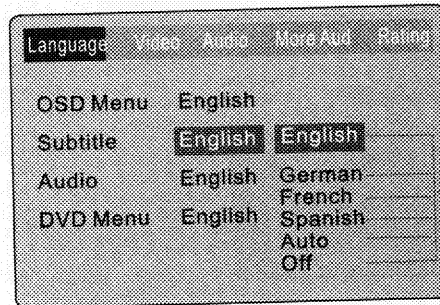 Language Video Audio More Aud Rating
OSD Menu English
Subtitle English English
Audio English German
French
DVD Menu English Spanish
Auto
Off